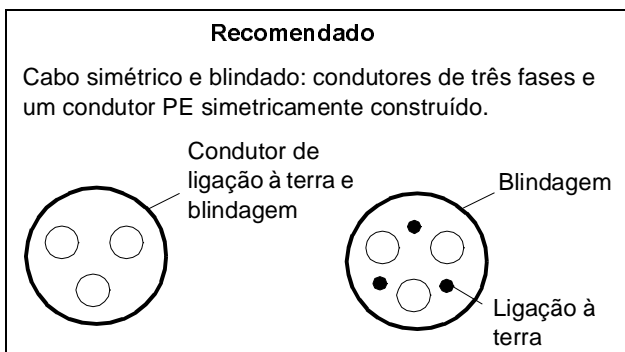 Recomendado
Cabo simétrico e blindado: condutores de três fases e
um condutor PE simetricamente construído.
Condutor de
ligação à terra e
blindagem
Blindagem
Ligação à
terra